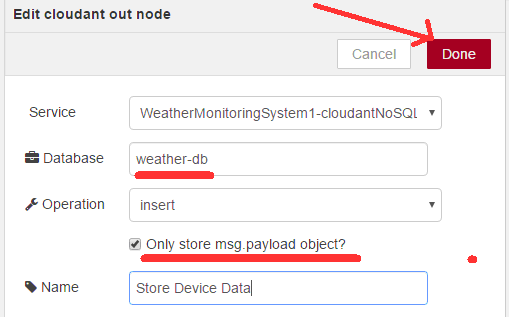 Edit cloudant out node
Cancel Done
Service WeatherMonitoringSystem1-cloudantNoSQL
Database weather-db
Operation insert
Only store msg.payload object?
Name Store Device Data